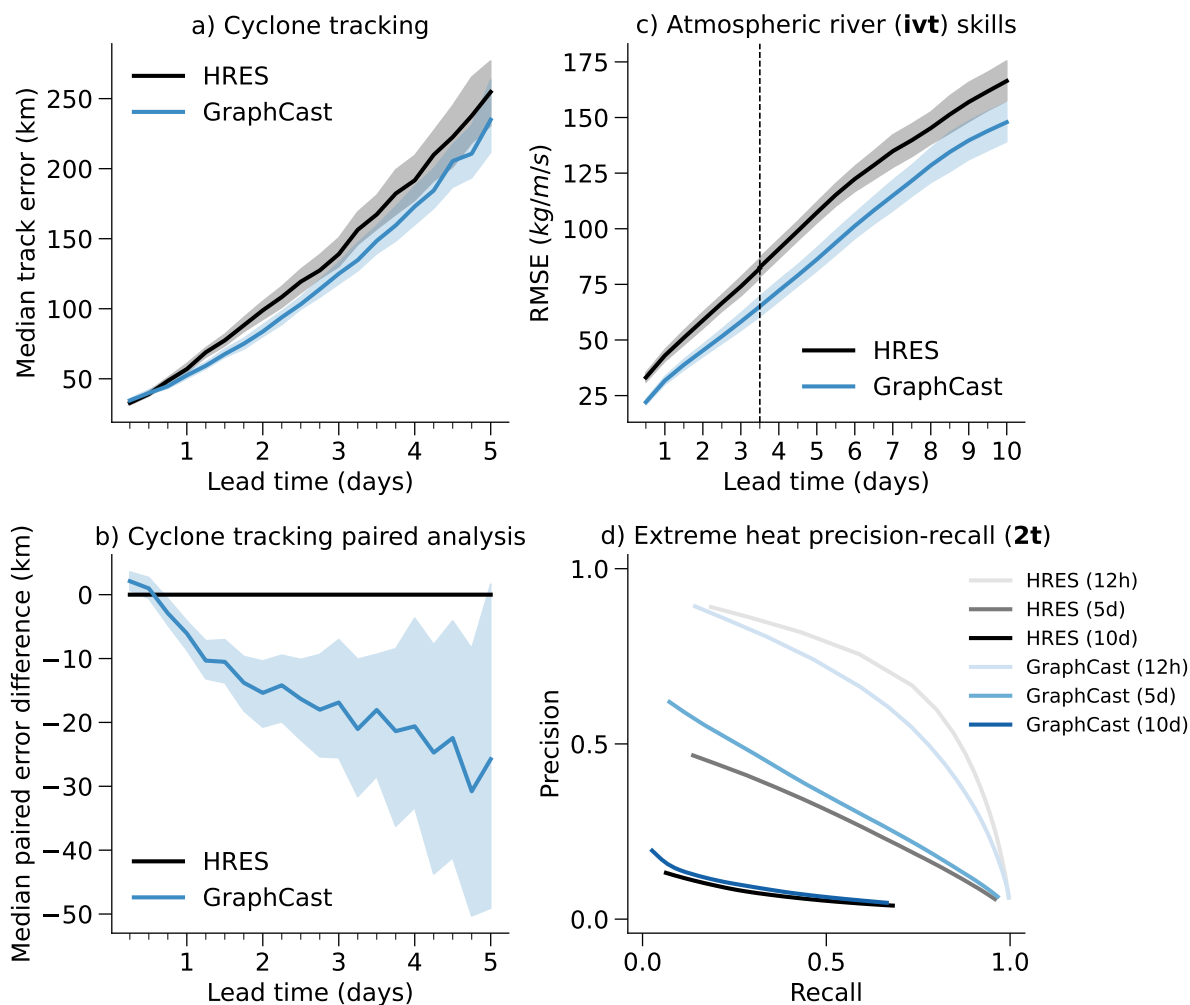 a) Cyclone tracking
HRES
GraphCast
Median track error (km)
250
200
150
100
50
1 2 3 4 5
Lead time (days)
c) Atmospheric river (ivt) skills
RMSE (kg/m/s)
175
150
125
100
75
50
25
HRES
GraphCast
1 2 3 4 5 6 7 8 9 10
Lead time (days)
b) Cyclone tracking paired analysis
Median paired error difference (km)
0
−10
−20
−30
−40
−50
HRES
GraphCast
1 2 3 4 5
Lead time (days)
d) Extreme heat precision-recall (2t)
Precision
1.0
0.5
0.0
HRES (12h)
HRES (5d)
HRES (10d)
GraphCast (12h)
GraphCast (5d)
GraphCast (10d)
0.0 0.5 1.0
Recall